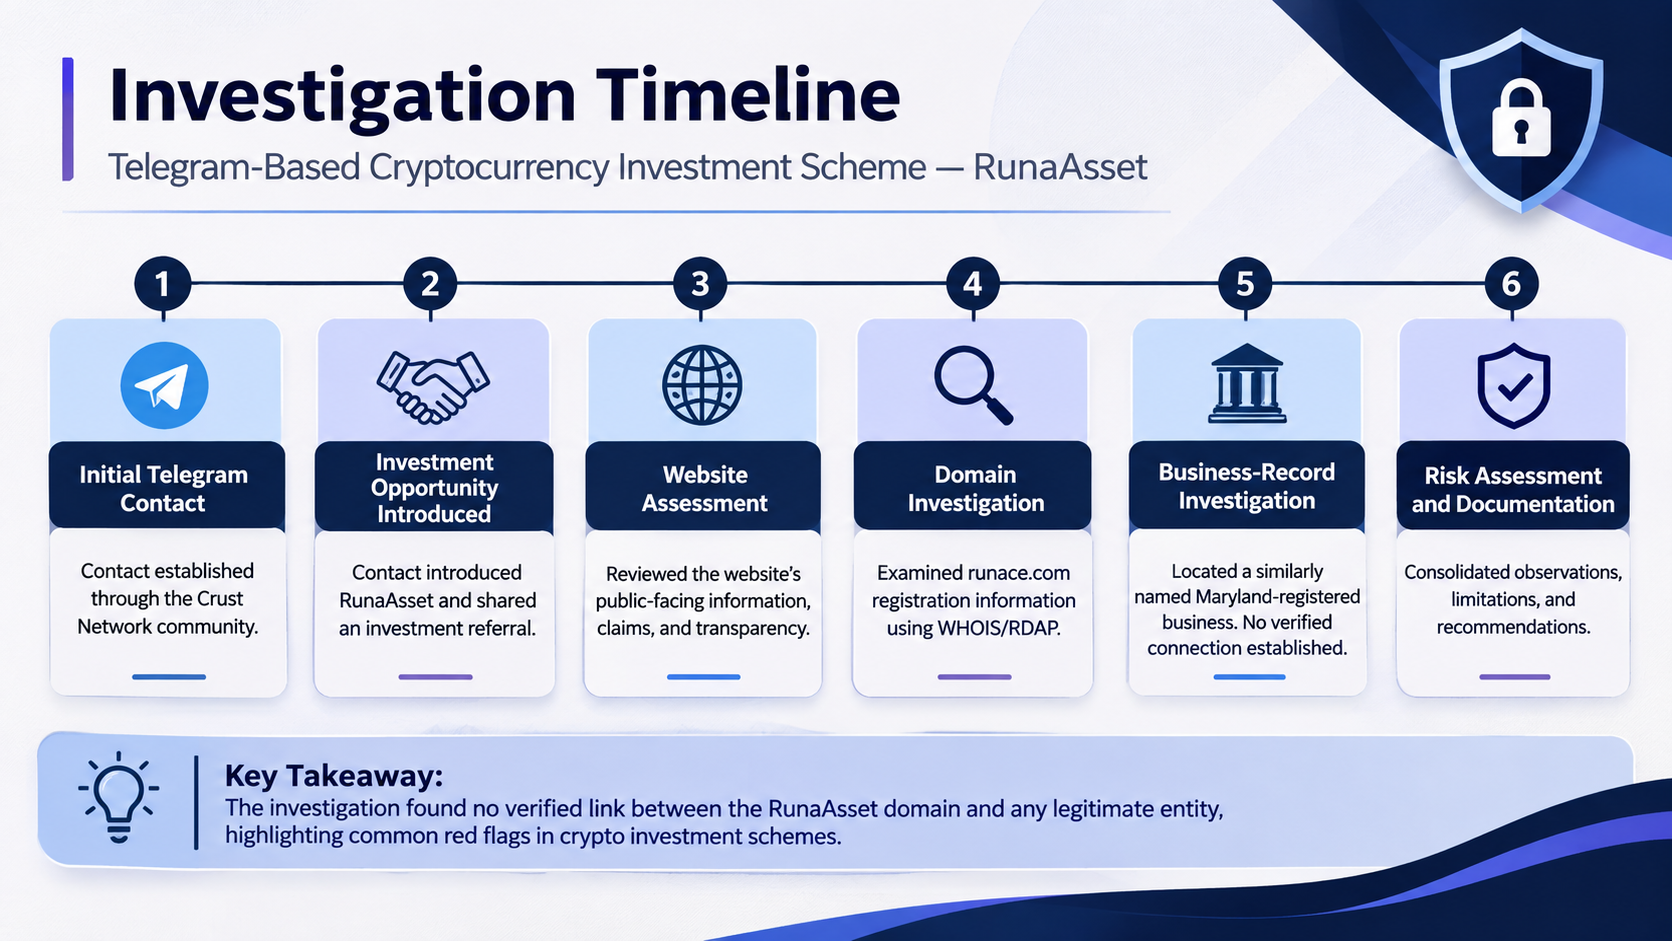 Investigation Timeline
Telegram-Based Cryptocurrency Investment Scheme — RunaAsset
1
2
3
4
5
6
Initial Telegram
Contact
Contact established
through the Crust
Network community.
Investment
Opportunity
Introduced
Contact introduced
RunaAsset and shared
an investment referral.
Website
Assessment
Reviewed the website's
public-facing information,
claims, and transparency.
Domain
Investigation
Examined runace.com
registration information
using WHOIS/RDAP.
Business-Record
Investigation
Located a similarly
named Maryland-registered
business. No verified
connection established.
Risk Assessment
and Documentation
Consolidated observations,
limitations, and
recommendations.
Key Takeaway:
The investigation found no verified link between the RunaAsset domain and any legitimate entity,
highlighting common red flags in crypto investment schemes.